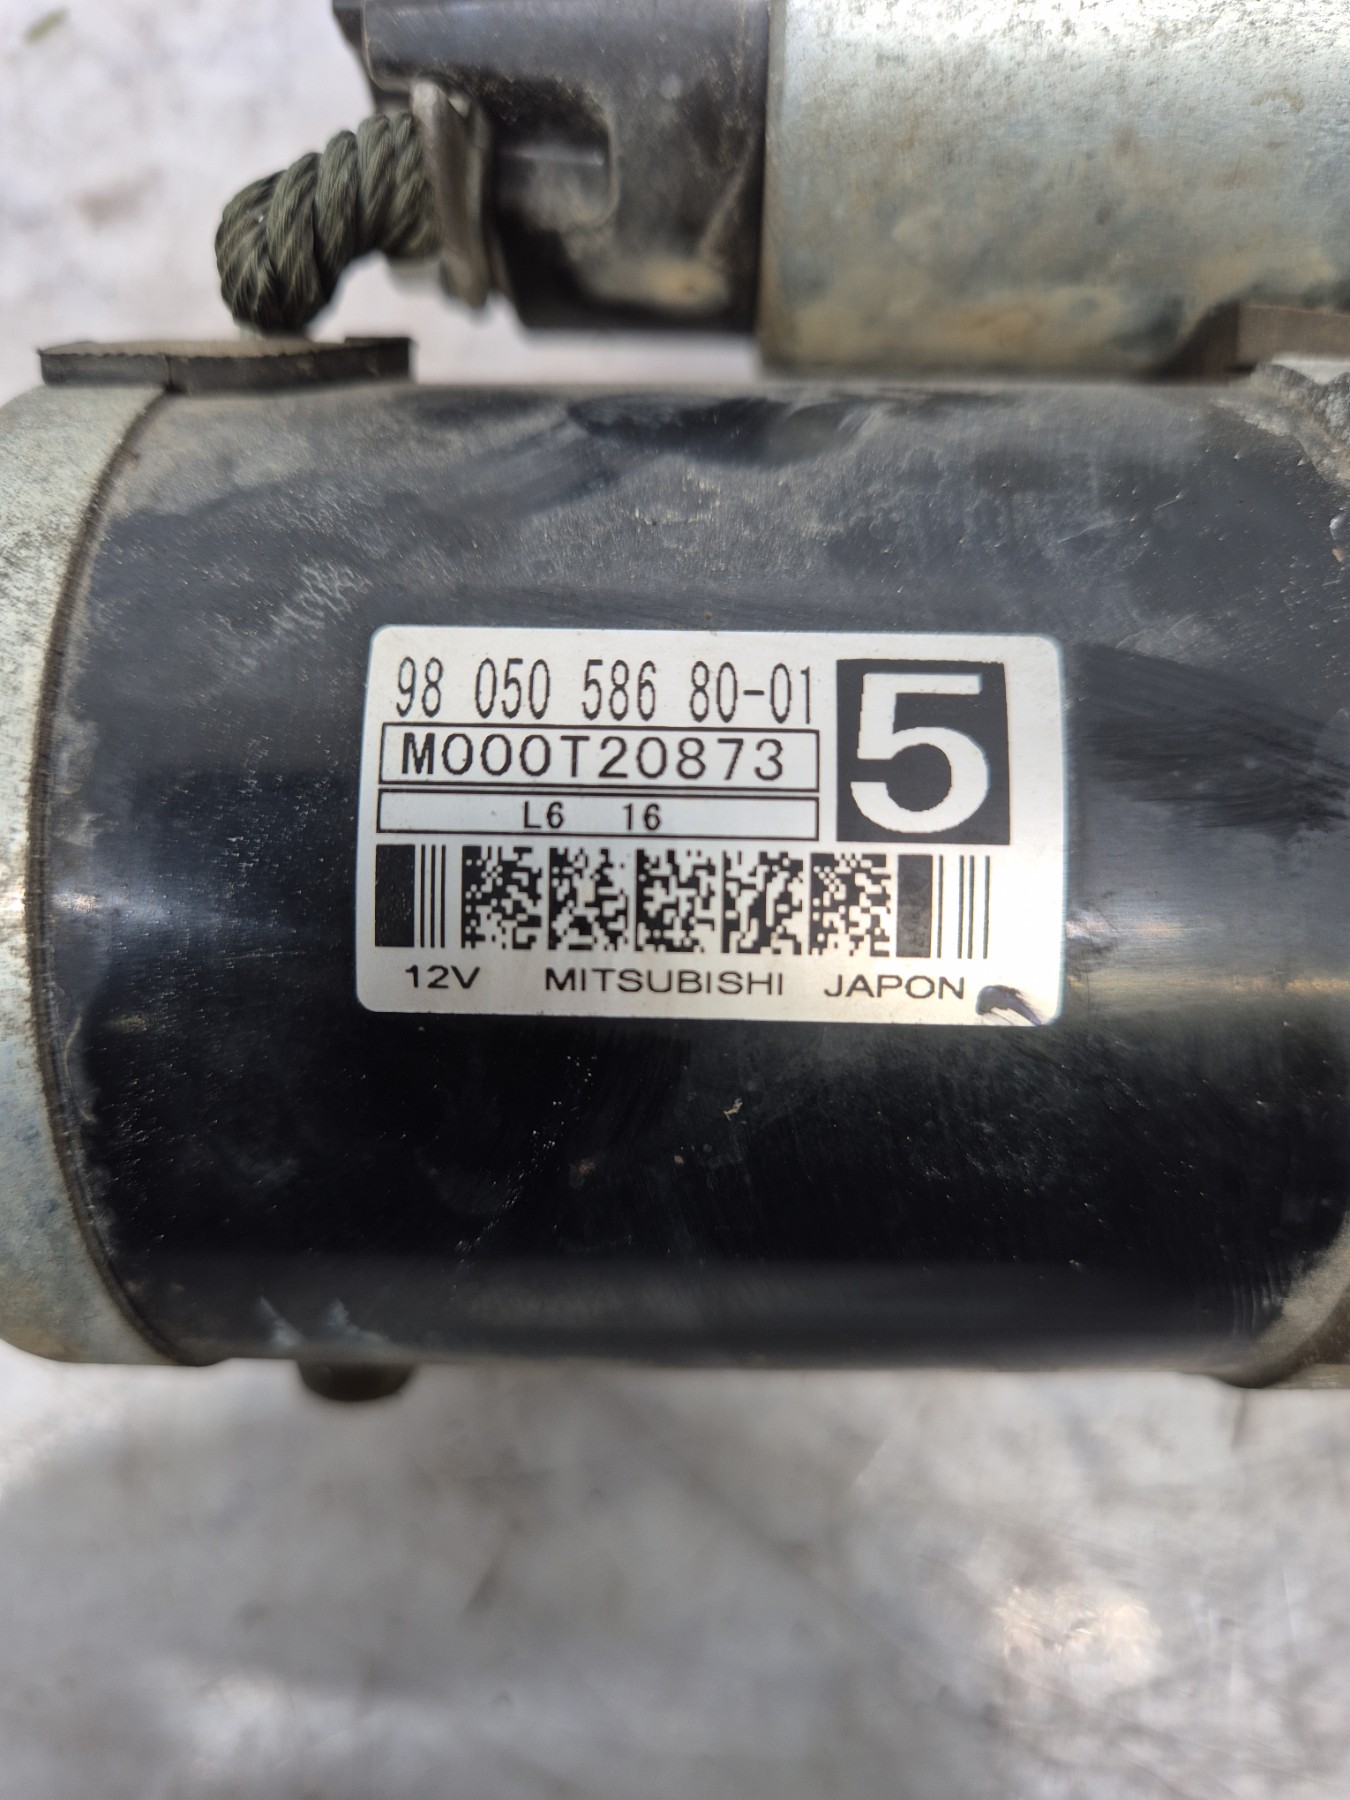 98 050 586 80-01
5
M000T20873
L6 16
12V MITSUBISHI JAPON